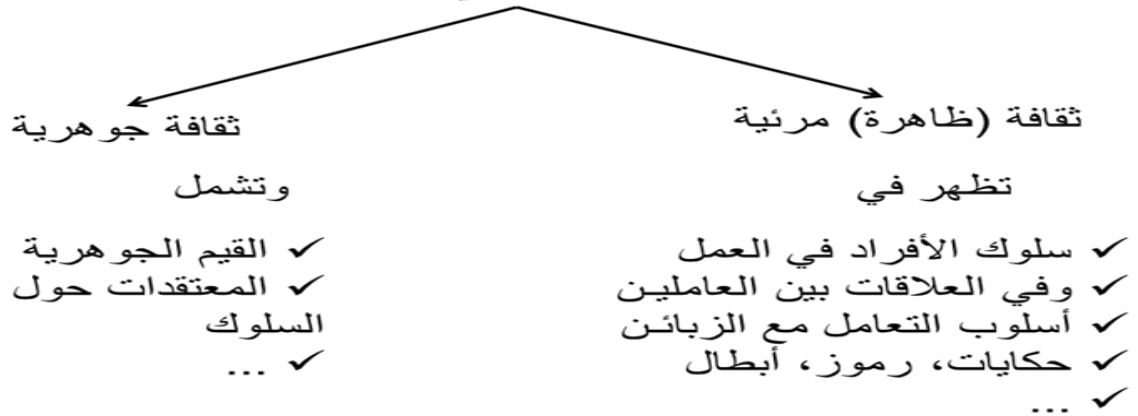 ثقافة (ظاهرة) مرئية
تظهر في
✓ سلوك الأفراد في العمل
✓ وفي العلاقات بين العاملين
✓ أسلوب التعامل مع الزبائن
✓ حكايات، رموز، أبطال
✓ ...
ثقافة جوهرية
وتشمل
✓ القيم الجوهرية
✓ المعتقدات حول
السلوك
✓ ...